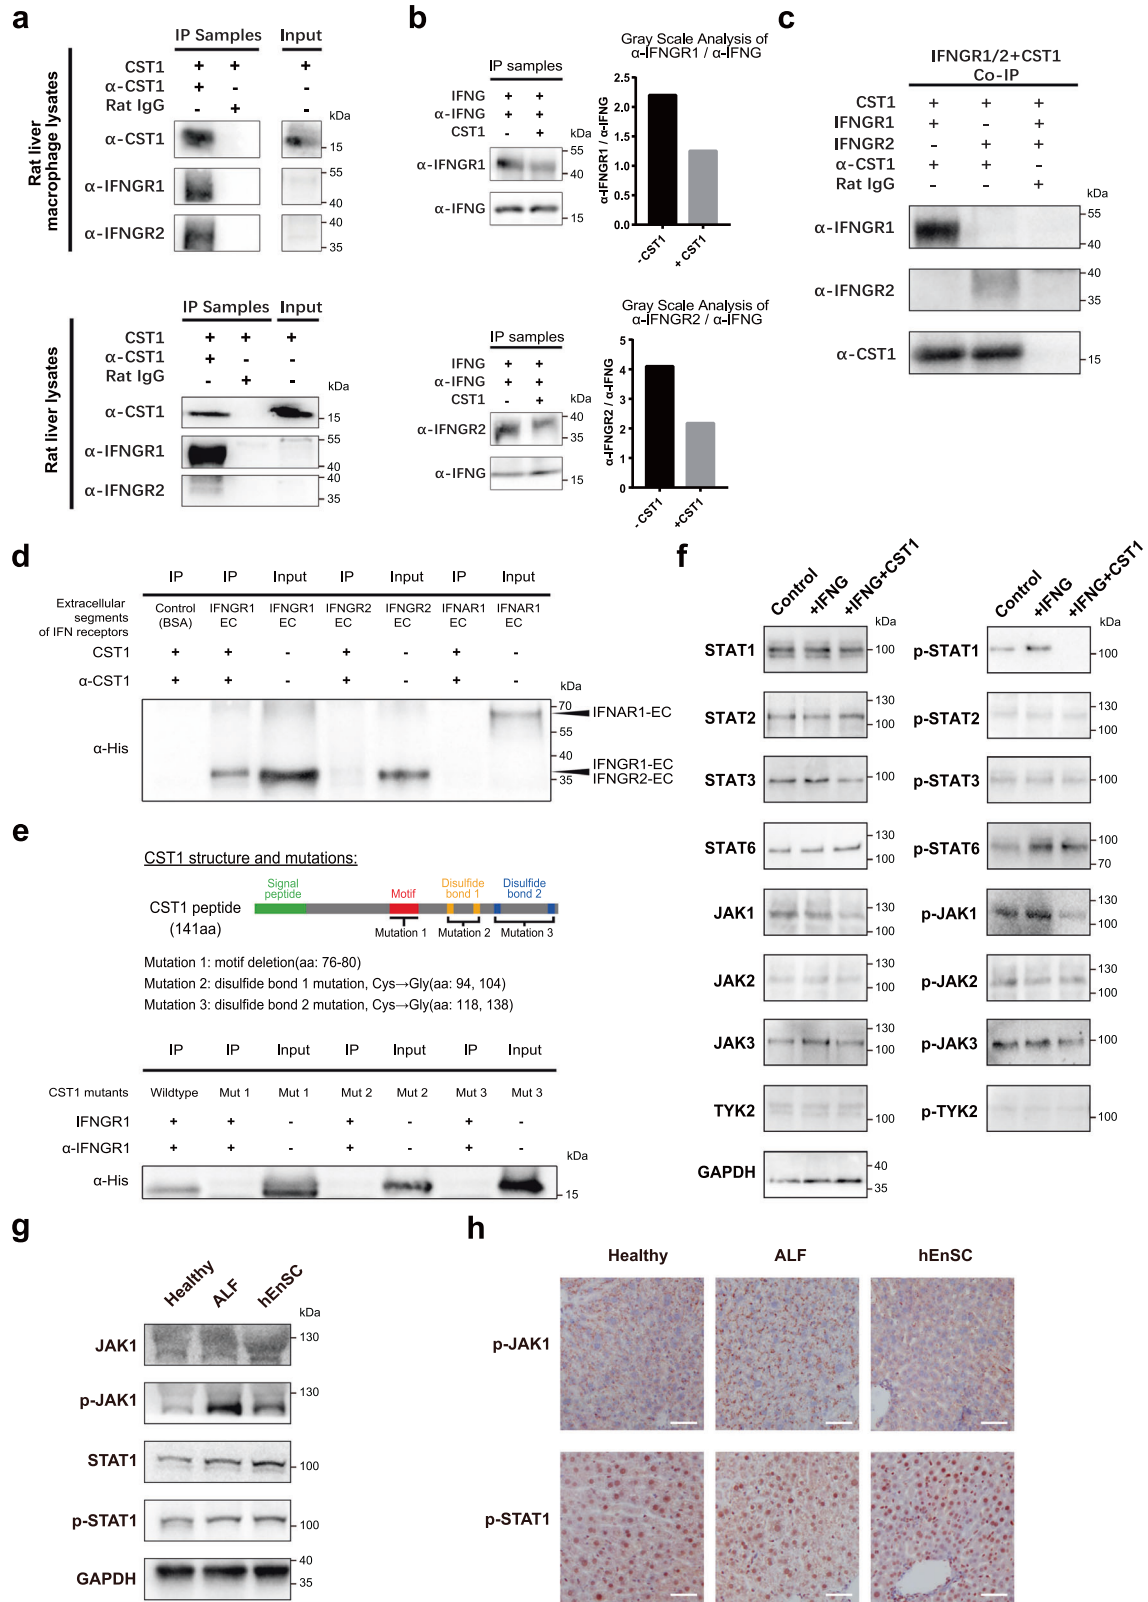 a
IP Samples Input
CST1 + + +
α-CST1 + - -
Rat IgG - + -
kDa
α-CST1 15
α-IFNGR1 55 40
α-IFNGR2 40 35
Rat liver macrophage lysates
IP Samples Input
CST1 + + +
α-CST1 + - -
Rat IgG - + -
kDa
α-CST1 15
α-IFNGR1 55 40
α-IFNGR2 40 35
Rat liver lysates
b
IP samples
IFNG + +
α-IFNG + +
CST1 - + kDa
α-IFNGR1 55 40
α-IFNG 15
Gray Scale Analysis of
α-IFNGR1 / α-IFNG
α-IFNGR1 / α-IFNG
2.5
2.0
1.5
1.0
0.5
0.0
- CST1 + CST1
IP samples
IFNG + +
α-IFNG + +
CST1 - + kDa
α-IFNGR2 40 35
α-IFNG 15
Gray Scale Analysis of
α-IFNGR2 / α-IFNG
α-IFNGR2 / α-IFNG
5
4
3
2
1
0
- CST1 +CST1
c
IFNGR1/2+CST1
Co-IP
CST1 + + +
IFNGR1 + - +
IFNGR2 - + +
α-CST1 + + -
Rat IgG - - +
kDa
α-IFNGR1 55 40
α-IFNGR2 40 35
α-CST1 15
d
IP IP Input IP Input IP Input
Extracellular
segments
of IFN receptors
Control (BSA) IFNGR1 EC IFNGR1 EC IFNGR2 EC IFNGR2 EC IFNAR1 EC IFNAR1 EC
CST1 + + - + - + -
α-CST1 + + - + - + -
kDa
α-His
70
55
40
35
IFNAR1-EC
IFNGR1-EC
IFNGR2-EC
e
CST1 structure and mutations:
Signal peptide Motif Disulfide bond 1 Disulfide bond 2
CST1 peptide
(141aa)
Mutation 1 Mutation 2 Mutation 3
Mutation 1: motif deletion(aa: 76-80)
Mutation 2: disulfide bond 1 mutation, Cys→Gly(aa: 94, 104)
Mutation 3: disulfide bond 2 mutation, Cys→Gly(aa: 118, 138)
IP IP Input IP Input IP Input
CST1 mutants Wildtype Mut 1 Mut 1 Mut 2 Mut 2 Mut 3 Mut 3
IFNGR1 + + - + - + -
α-IFNGR1 + + - + - + -
kDa
α-His 15
f
Control +IFNG +IFNG+CST1
kDa
STAT1 100
STAT2 130 100
STAT3 100
STAT6 130 100
JAK1 130 100
JAK2 130 100
JAK3 130 100
TYK2 100
GAPDH 40 35
Control +IFNG +IFNG+CST1
kDa
p-STAT1 100
p-STAT2 130 100
p-STAT3 100
p-STAT6 100 70
p-JAK1 130 100
p-JAK2 130 100
p-JAK3 100
p-TYK2 100
g
Healthy ALF hEnSC
kDa
JAK1 130
p-JAK1 130
STAT1 100
p-STAT1 100
GAPDH 40 35
h
Healthy ALF hEnSC
p-JAK1
p-STAT1